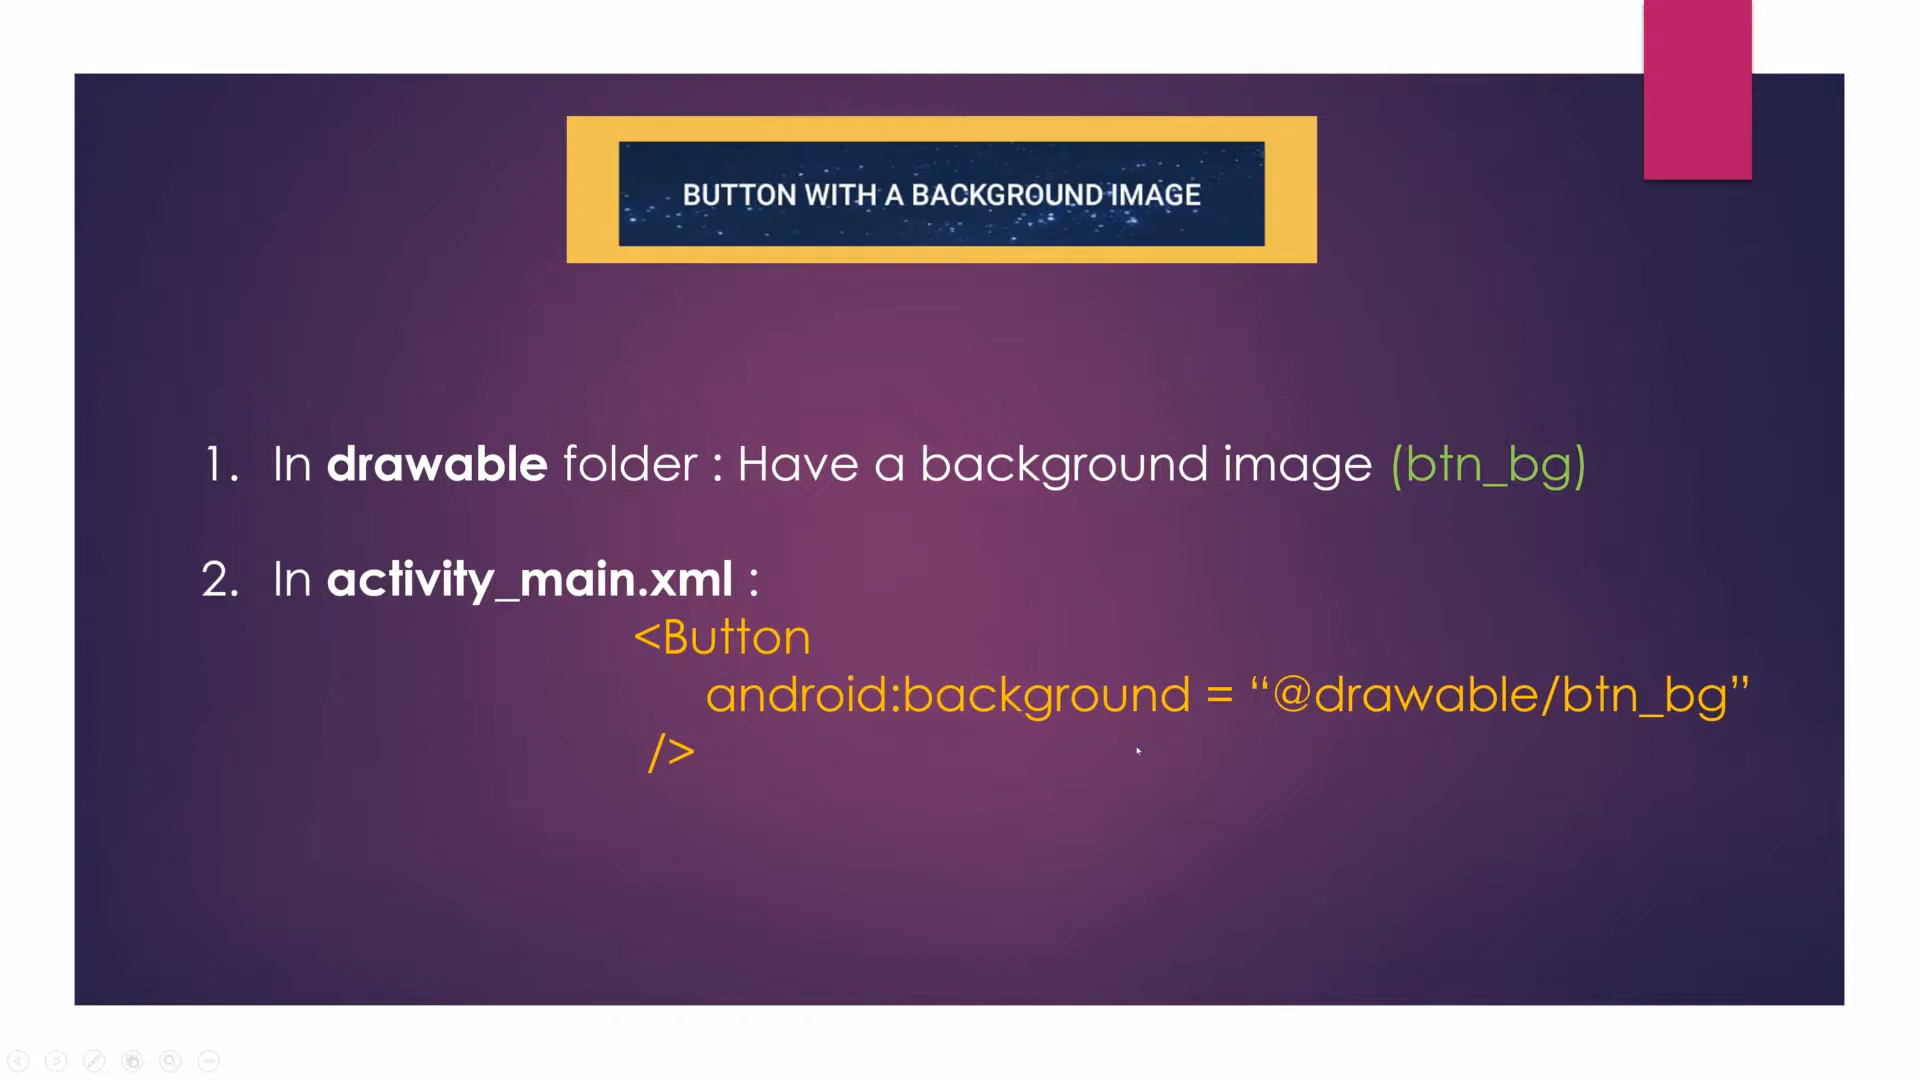 BUTTON WITH A BACKGROUND IMAGE
1. In drawable folder : Have a background image (btn_bg)
2. In activity_main.xml :
<Button
android:background = “@drawable/btn_bg”
/>